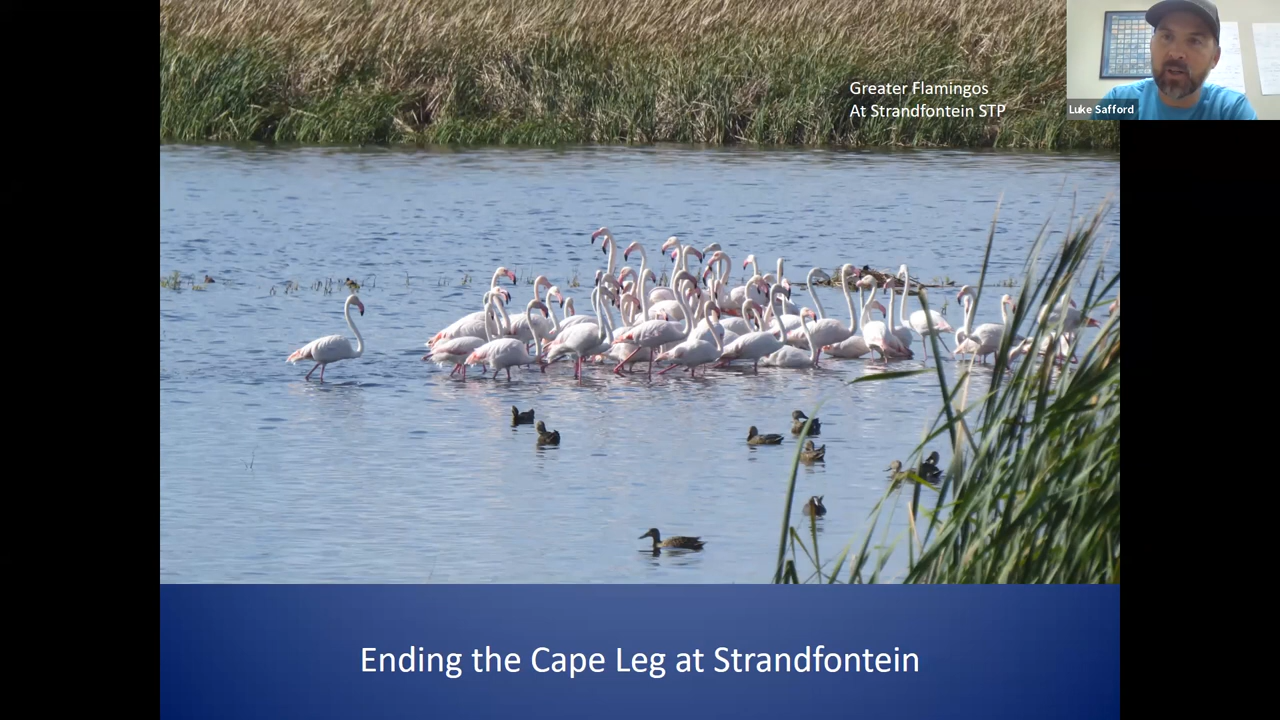 Greater Flamingos
At Strandfontein STP
Luke Safford
Ending the Cape Leg at Strandfontein